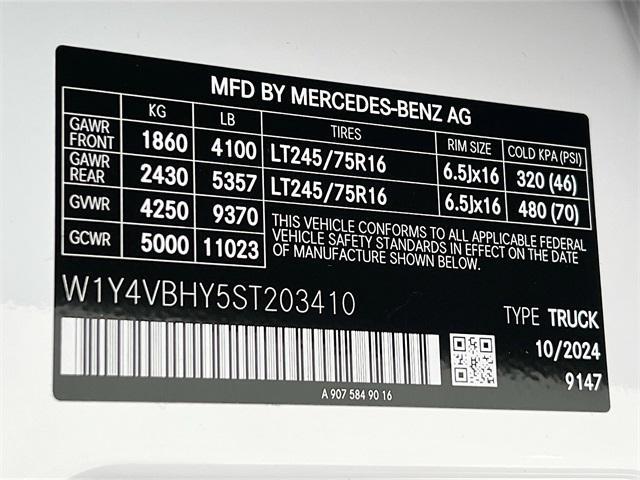 MFD BY MERCEDES-BENZ AG
KG LB TIRES RIM SIZE COLD KPA (PSI)
GAWR FRONT 1860 4100 LT245/75R16 6.5Jx16 320 (46)
GAWR REAR 2430 5357 LT245/75R16 6.5Jx16 480 (70)
GVWR 4250 9370
GCWR 5000 11023
THIS VEHICLE CONFORMS TO ALL APPLICABLE FEDERAL
VEHICLE SAFETY STANDARDS IN EFFECT ON THE DATE
OF MANUFACTURE SHOWN BELOW.
W1Y4VBHY5ST203410
TYPE TRUCK
10/2024
9147
A 907 584 90 16